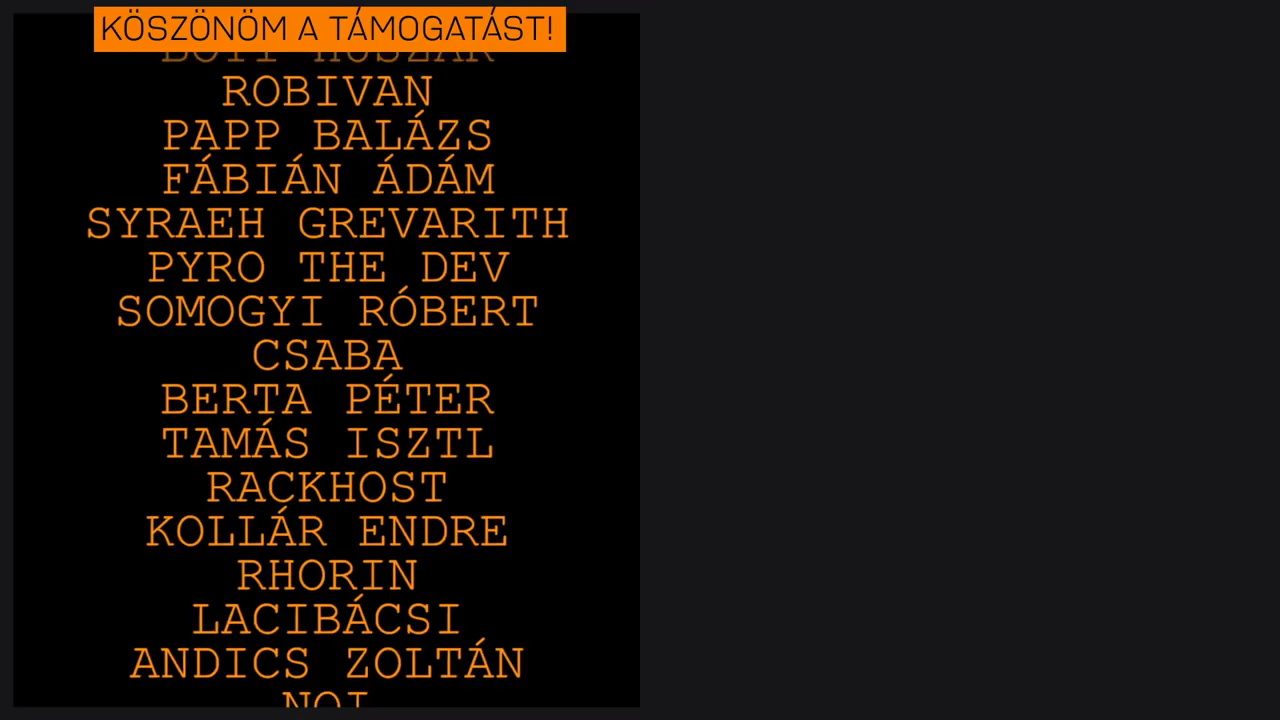 KÖSZÖNÖM A TÁMOGATÁST!
ROBIVAN
PAPP BALÁZS
FÁBIÁN ÁDÁM
SYRAEH GREVARITH
PYRO THE DEV
SOMOGYI RÓBERT
CSABA
BERTA PÉTER
TAMÁS ISZTL
RACKHOST
KOLLÁR ENDRE
RHORIN
LACIBÁCSI
ANDICS ZOLTÁN